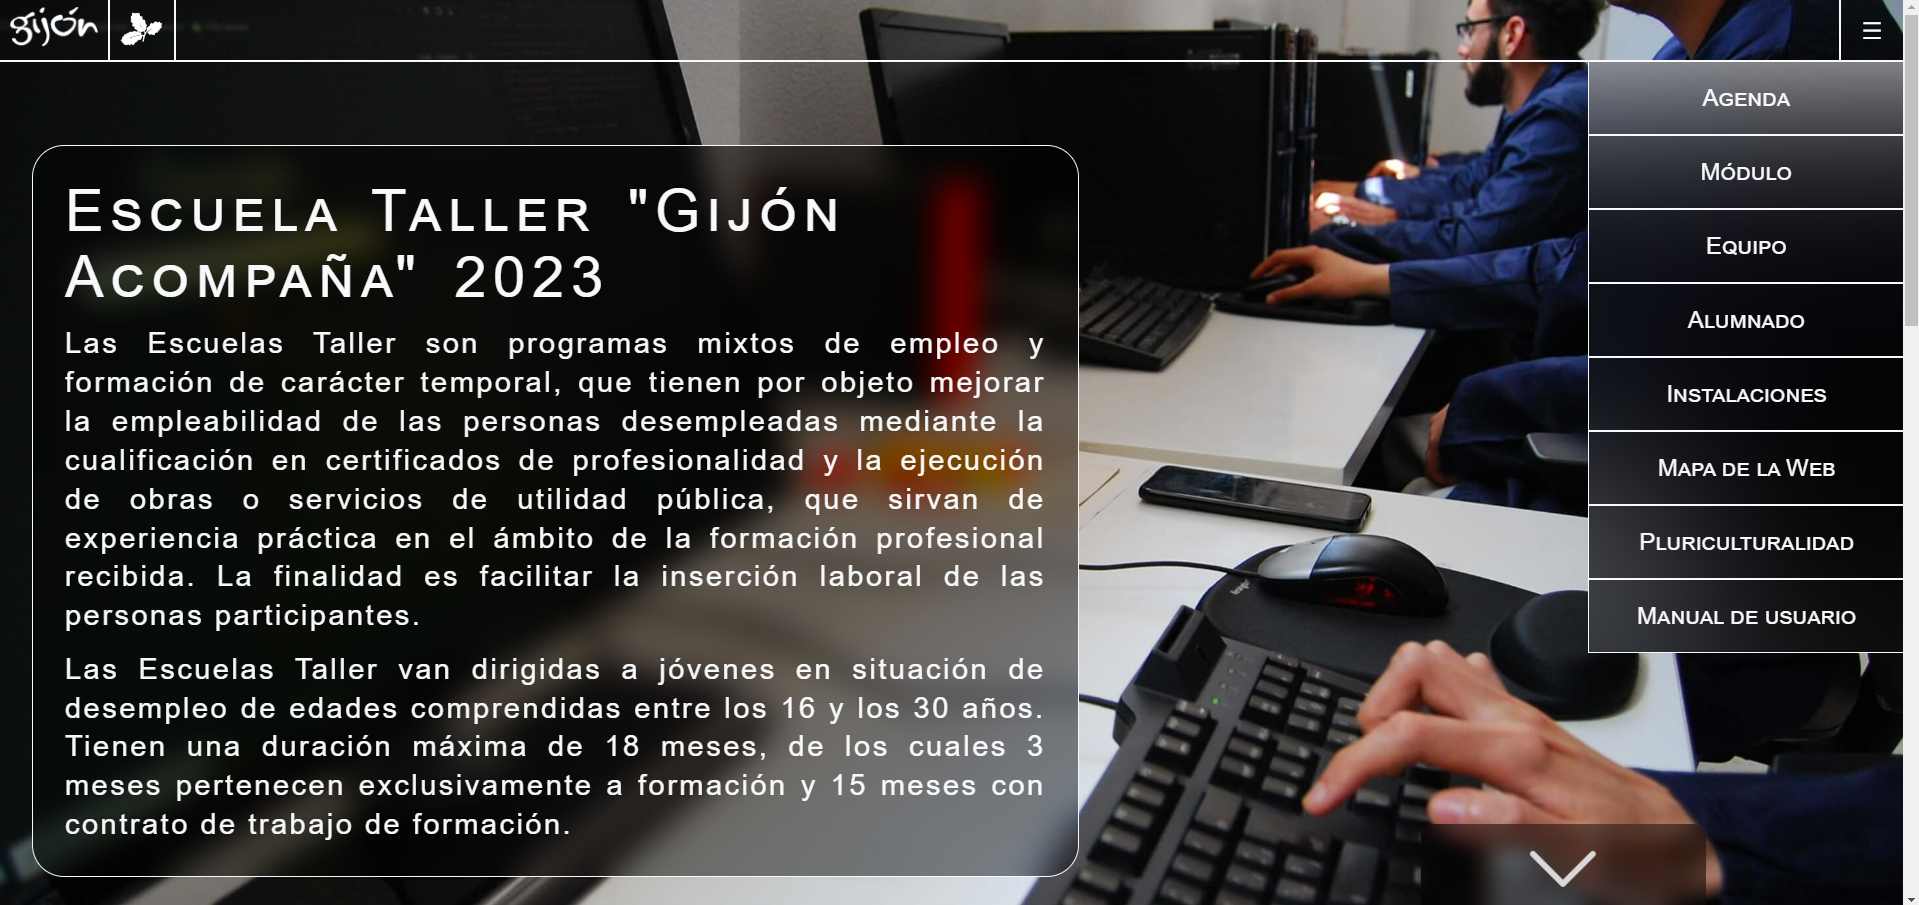 gijón
Agenda
Módulo
Equipo
Alumnado
Instalaciones
Mapa de la Web
Pluriculturalidad
Manual de usuario
Escuela Taller "Gijón
Acompaña" 2023
Las Escuelas Taller son programas mixtos de empleo y
formación de carácter temporal, que tienen por objeto mejorar
la empleabilidad de las personas desempleadas mediante la
cualificación en certificados de profesionalidad y la ejecución
de obras o servicios de utilidad pública, que sirvan de
experiencia práctica en el ámbito de la formación profesional
recibida. La finalidad es facilitar la inserción laboral de las
personas participantes.
Las Escuelas Taller van dirigidas a jóvenes en situación de
desempleo de edades comprendidas entre los 16 y los 30 años.
Tienen una duración máxima de 18 meses, de los cuales 3
meses pertenecen exclusivamente a formación y 15 meses con
contrato de trabajo de formación.